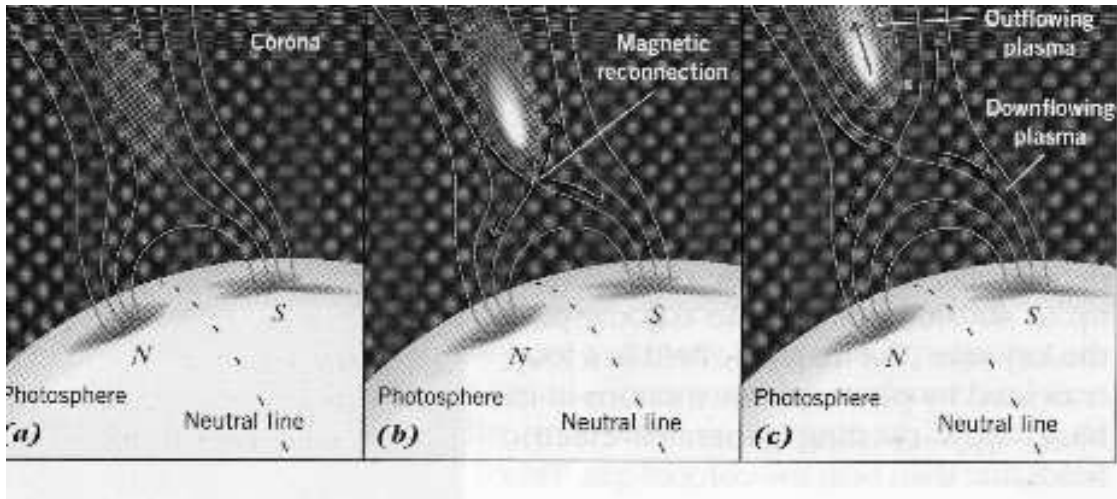 Corona
N
S
Photosphere
Neutral line
(a)
Magnetic
reconnection
N
S
Photosphere
Neutral line
(b)
Outflowing
plasma
Downflowing
plasma
N
S
Photosphere
Neutral line
(c)